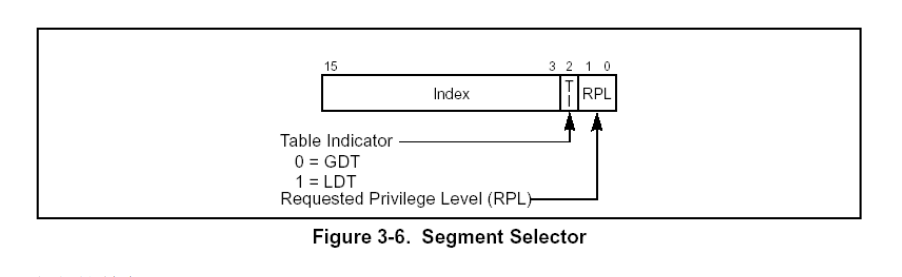 15 3 2 1 0
Index TI RPL
Table Indicator
0 = GDT
1 = LDT
Requested Privilege Level (RPL)
Figure 3-6. Segment Selector